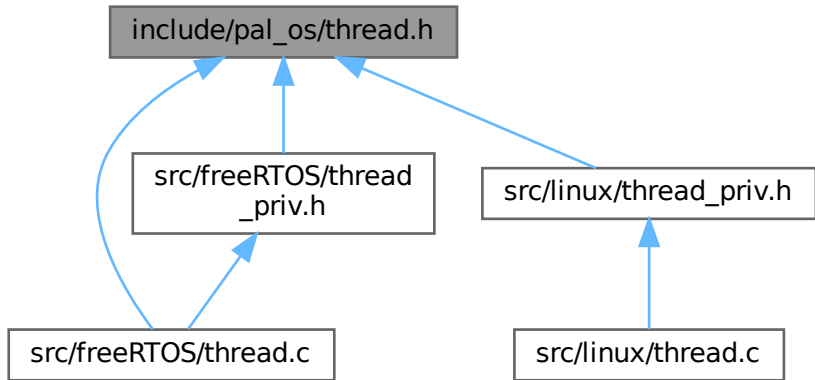 include/pal_os/thread.h
src/freeRTOS/thread
_priv.h
src/linux/thread_priv.h
src/freeRTOS/thread.c
src/linux/thread.c